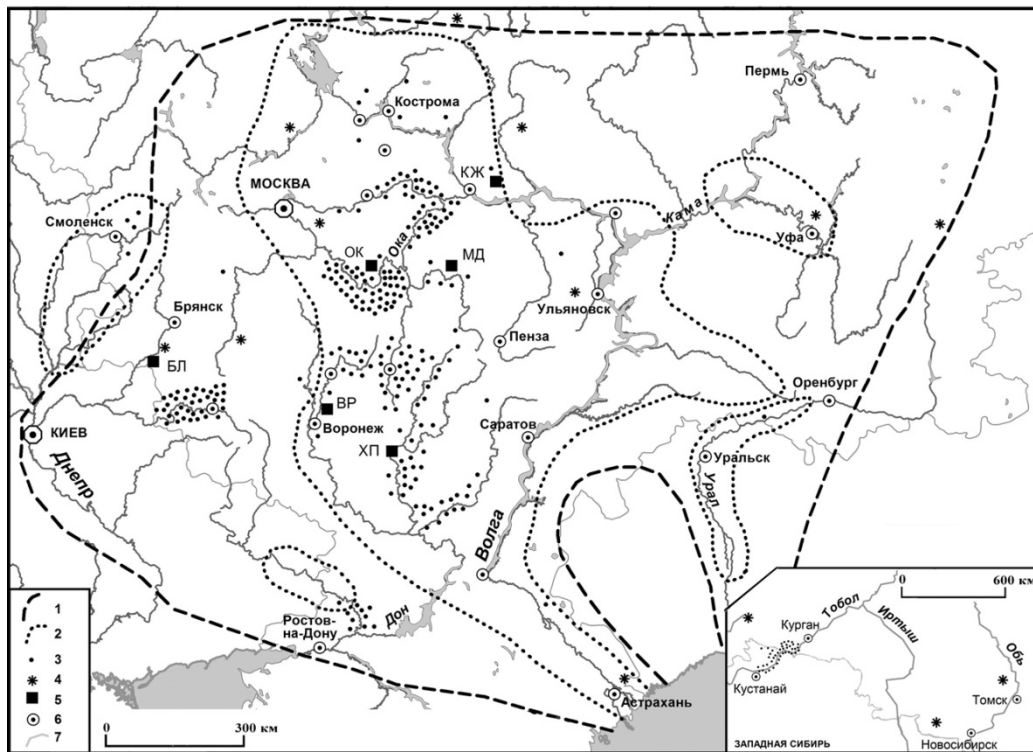 Пермь
Кострома
КЖ
МОСКВА
Кама
Смоленск
Уфа
ОК
Ока
МД
Ульяновск
Брянск
Пенза
БЛ
Оренбург
ВР
Воронеж
Саратов
КИЕВ
ХП
Уральск
Днепр
Урал
Волга
Дон
Ростов-
на-Дону
Астрахань
1
2
3
4
5
6
7
0 300 км
0 600 км
Тобол
Курган
Иртыш
Обь
Кустанай
Томск
Новосибирск
ЗАПАДНАЯ СИБИРЬ